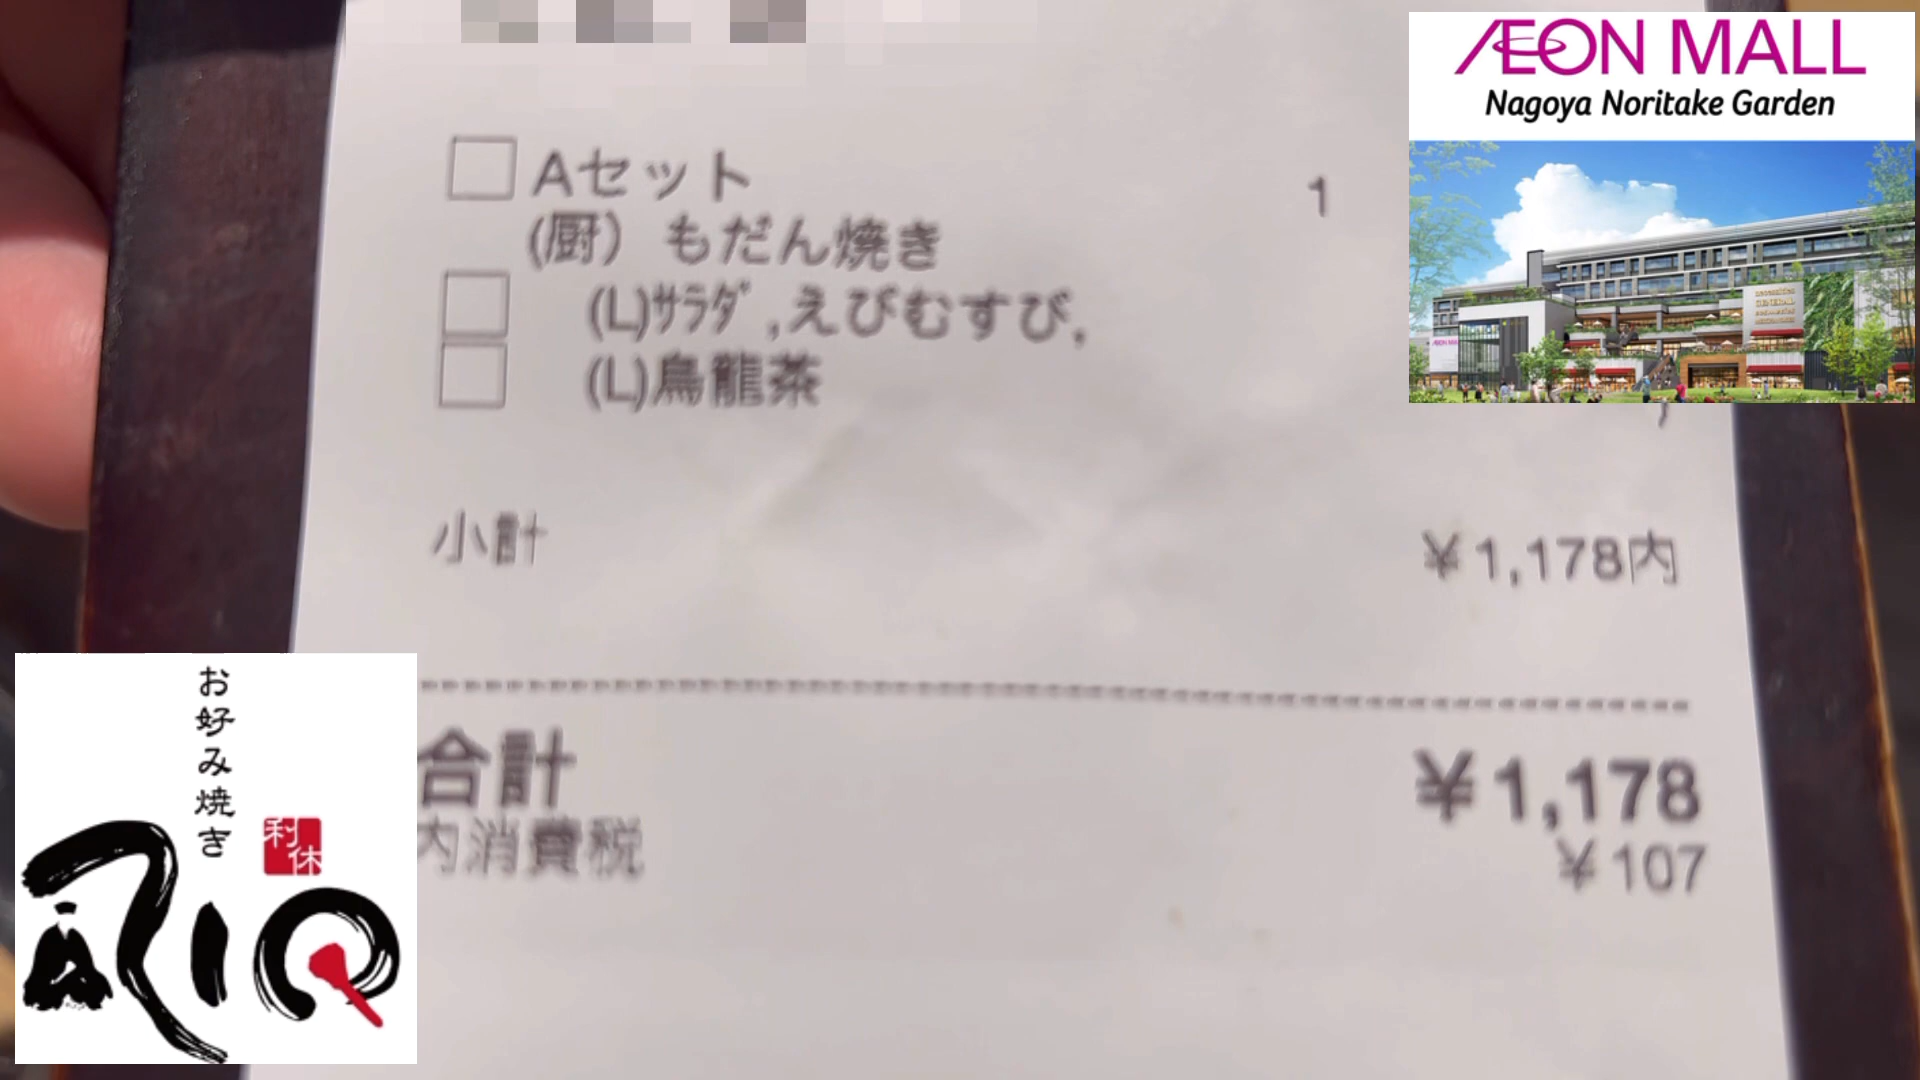 ÆON MALL
Nagoya Noritake Garden
Aセット 1
(厨) もだん焼き
(L)ｻﾗﾀﾞ,えびむすび,
(L)烏龍茶
小計 ¥1,178内
合計 ¥1,178
内消費税 ¥107
お好み焼き
RIQ
利休